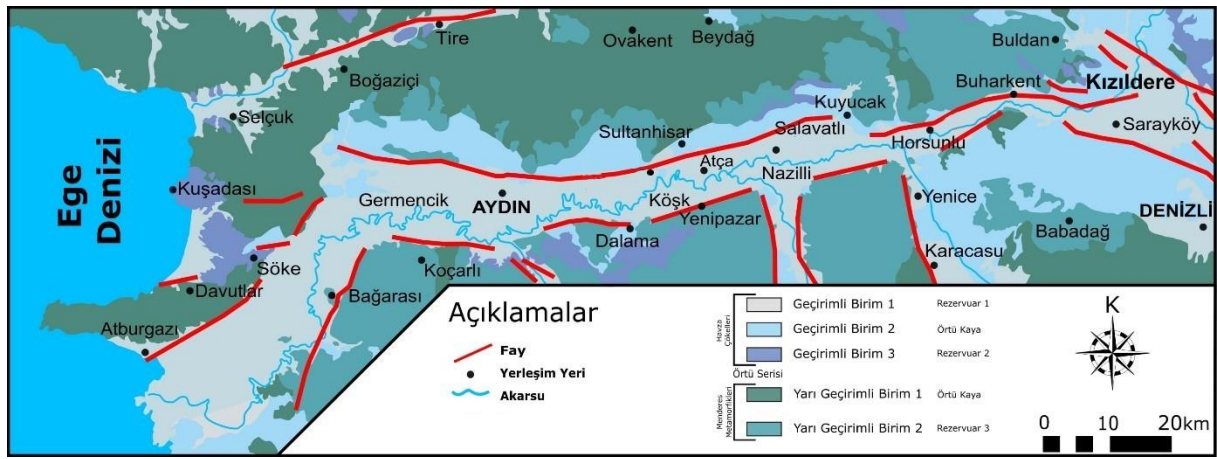 Tire
Ovakent
Beydağ
Buldan
Boğaziçi
Buharkent
Kızıldere
Selçuk
Kuyucak
Sarayköy
Sultanhisar
Salavatlı
Horsunlu
Ege
Denizi
Kuşadası
Atça
Germencik
AYDIN
Köşk
Nazilli
Yenice
Yenipazar
DENİZLİ
Dalama
Babadağ
Söke
Koçarlı
Karacasu
Davutlar
Bağarası
Atburgazı
Açıklamalar
Fay
Yerleşim Yeri
Akarsu
Havza
Çökelleri
Geçirimli Birim 1 Rezervuar 1
Geçirimli Birim 2 Örtü Kaya
Geçirimli Birim 3 Rezervuar 2
Örtü Serisi
Menderes
Metamorfikleri
Yarı Geçirimli Birim 1 Örtü Kaya
Yarı Geçirimli Birim 2 Rezervuar 3
K
0 10 20km